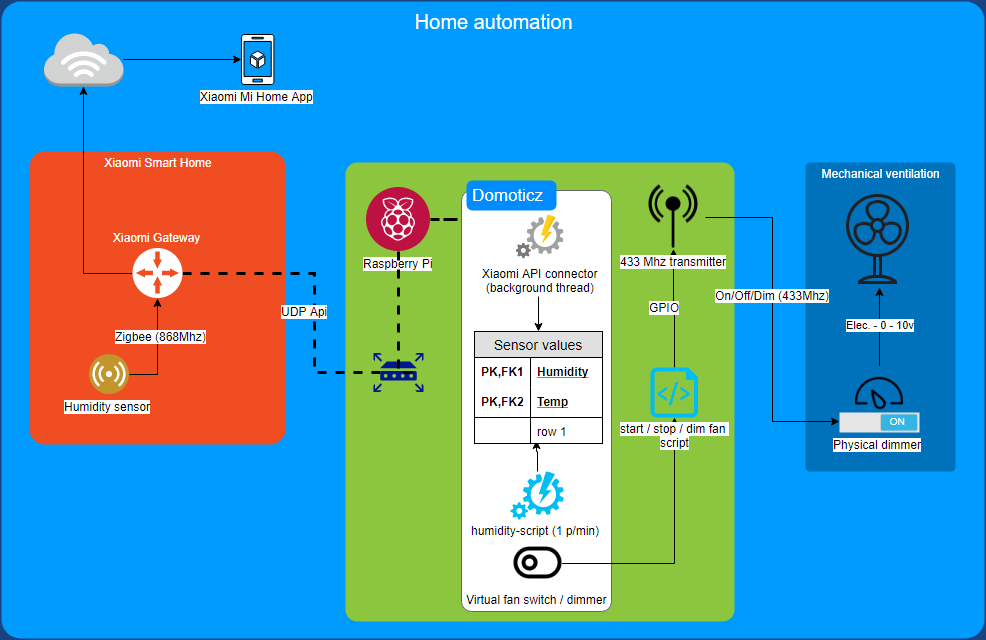 Home automation
Xiaomi Mi Home App
Xiaomi Smart Home
Xiaomi Gateway
Zigbee (868Mhz)
Humidity sensor
UDP Api
Raspberry Pi
Domoticz
Xiaomi API connector
(background thread)
Sensor values
PK,FK1 Humidity
PK,FK2 Temp
row 1
humidity-script (1 p/min)
Virtual fan switch / dimmer
433 Mhz transmitter
GPIO
start / stop / dim fan
script
On/Off/Dim (433Mhz)
Mechanical ventilation
Elec. - 0 - 10v
ON
Physical dimmer